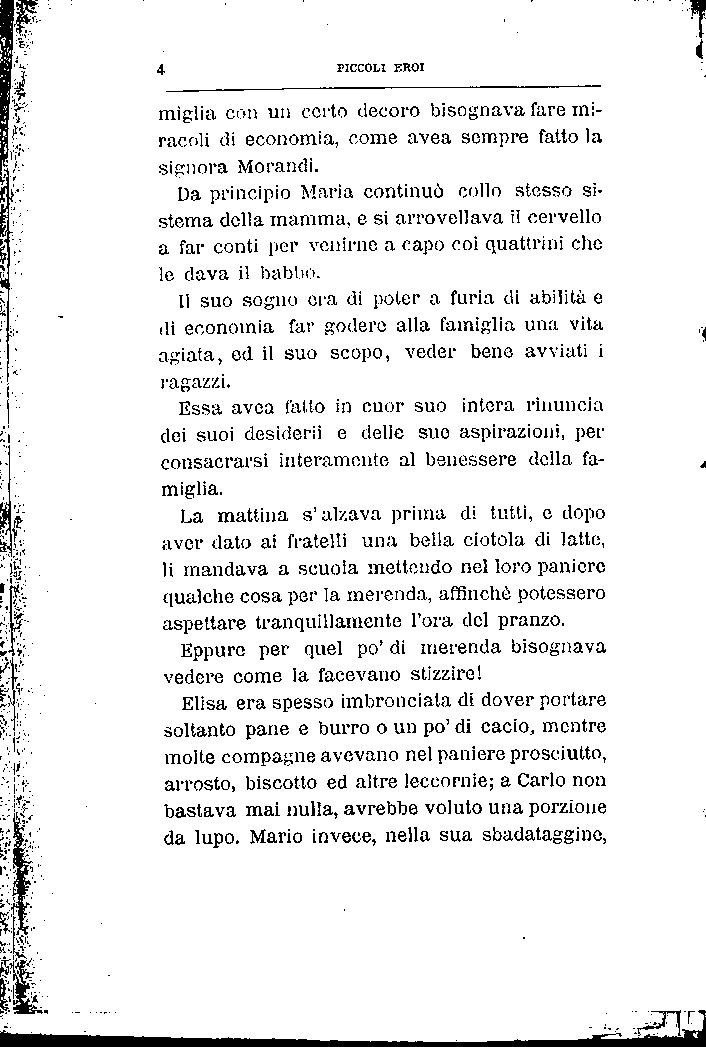 4 PICCOLI EROI
miglia con un certo decoro bisognava fare mi-
racoli di economia, come avea sempre fatto la
signora Morandi.
Da principio Maria continuò collo stesso si-
stema della mamma, e si arrovellava il cervello
a far conti per venirne a capo coi quattrini che
le dava il babbo.
Il suo sogno era di poter a furia di abilità e
di economia far godere alla famiglia una vita
agiata, ed il suo scopo, veder bene avviati i
ragazzi.
Essa avea fatto in cuor suo intera rinuncia
dei suoi desiderii e delle sue aspirazioni, per
consacrarsi interamente al benessere della fa-
miglia.
La mattina s'alzava prima di tutti, e dopo
aver dato ai fratelli una bella ciotola di latte,
li mandava a scuola mettendo nel loro paniere
qualche cosa per la merenda, affinchè potessero
aspettare tranquillamente l'ora del pranzo.
Eppure per quel po' di merenda bisognava
vedere come la facevano stizzire!
Elisa era spesso imbronciata di dover portare
soltanto pane e burro o un po' di cacio, mentre
molte compagne avevano nel paniere prosciutto,
arrosto, biscotto ed altre leccornie; a Carlo non
bastava mai nulla, avrebbe voluto una porzione
da lupo. Mario invece, nella sua sbadataggine,